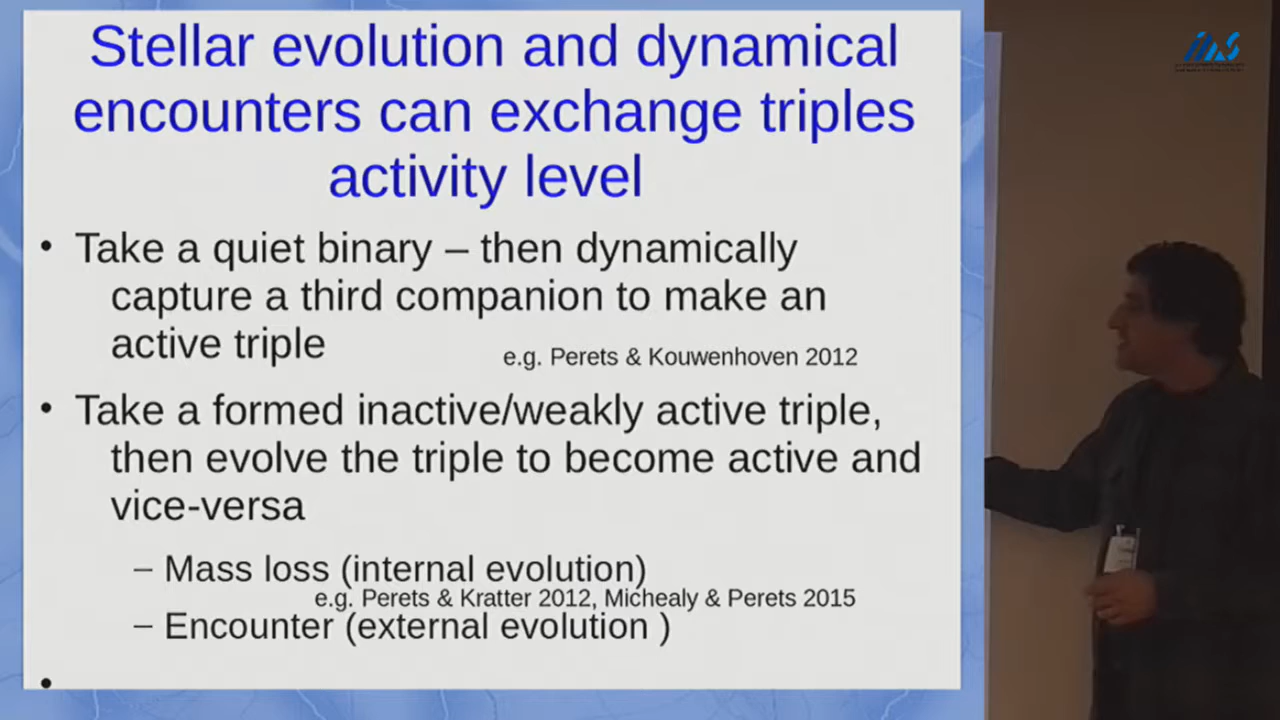 Stellar evolution and dynamical
encounters can exchange triples
activity level
• Take a quiet binary – then dynamically
capture a third companion to make an
active triple
e.g. Perets & Kouwenhoven 2012
• Take a formed inactive/weakly active triple,
then evolve the triple to become active and
vice-versa
– Mass loss (internal evolution)
e.g. Perets & Kratter 2012, Michealy & Perets 2015
– Encounter (external evolution )
•